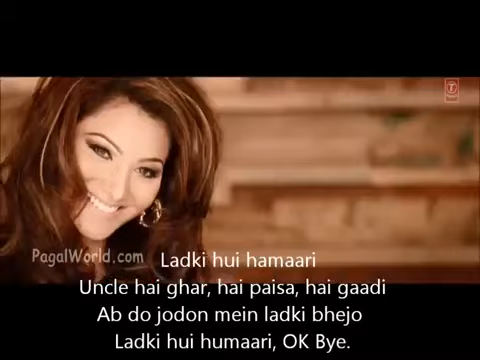 T
PagalWorld.com
Ladki hui hamaari
Uncle hai ghar, hai paisa, hai gaadi
Ab do jodon mein ladki bhejo
Ladki hui humaari, OK Bye.